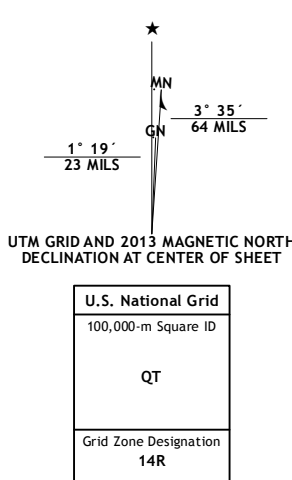 ★
MN
GN
3° 35´
64 MILS
1° 19´
23 MILS
UTM GRID AND 2013 MAGNETIC NORTH
DECLINATION AT CENTER OF SHEET
U.S. National Grid
100,000-m Square ID
QT
Grid Zone Designation
14R